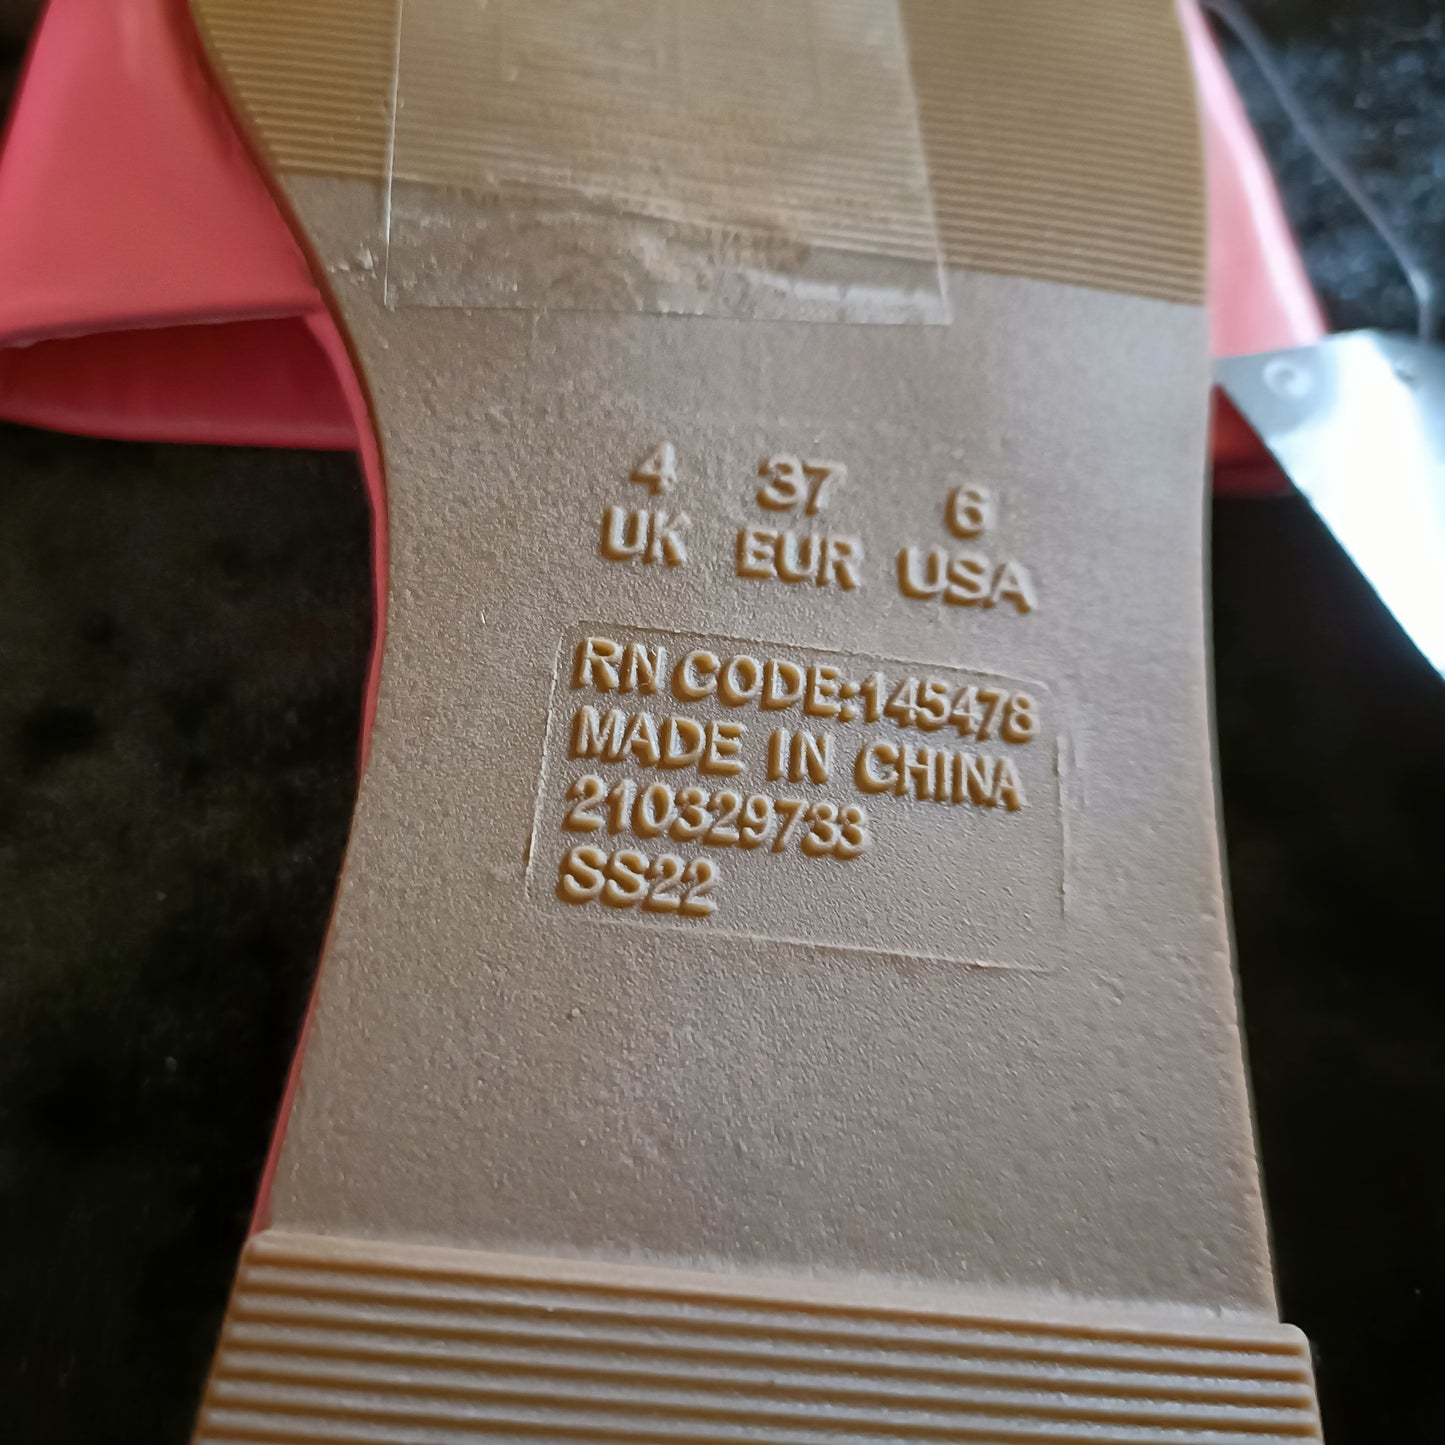 4 37 6
UK EUR USA
RN CODE:145478
MADE IN CHINA
210329733
SS22